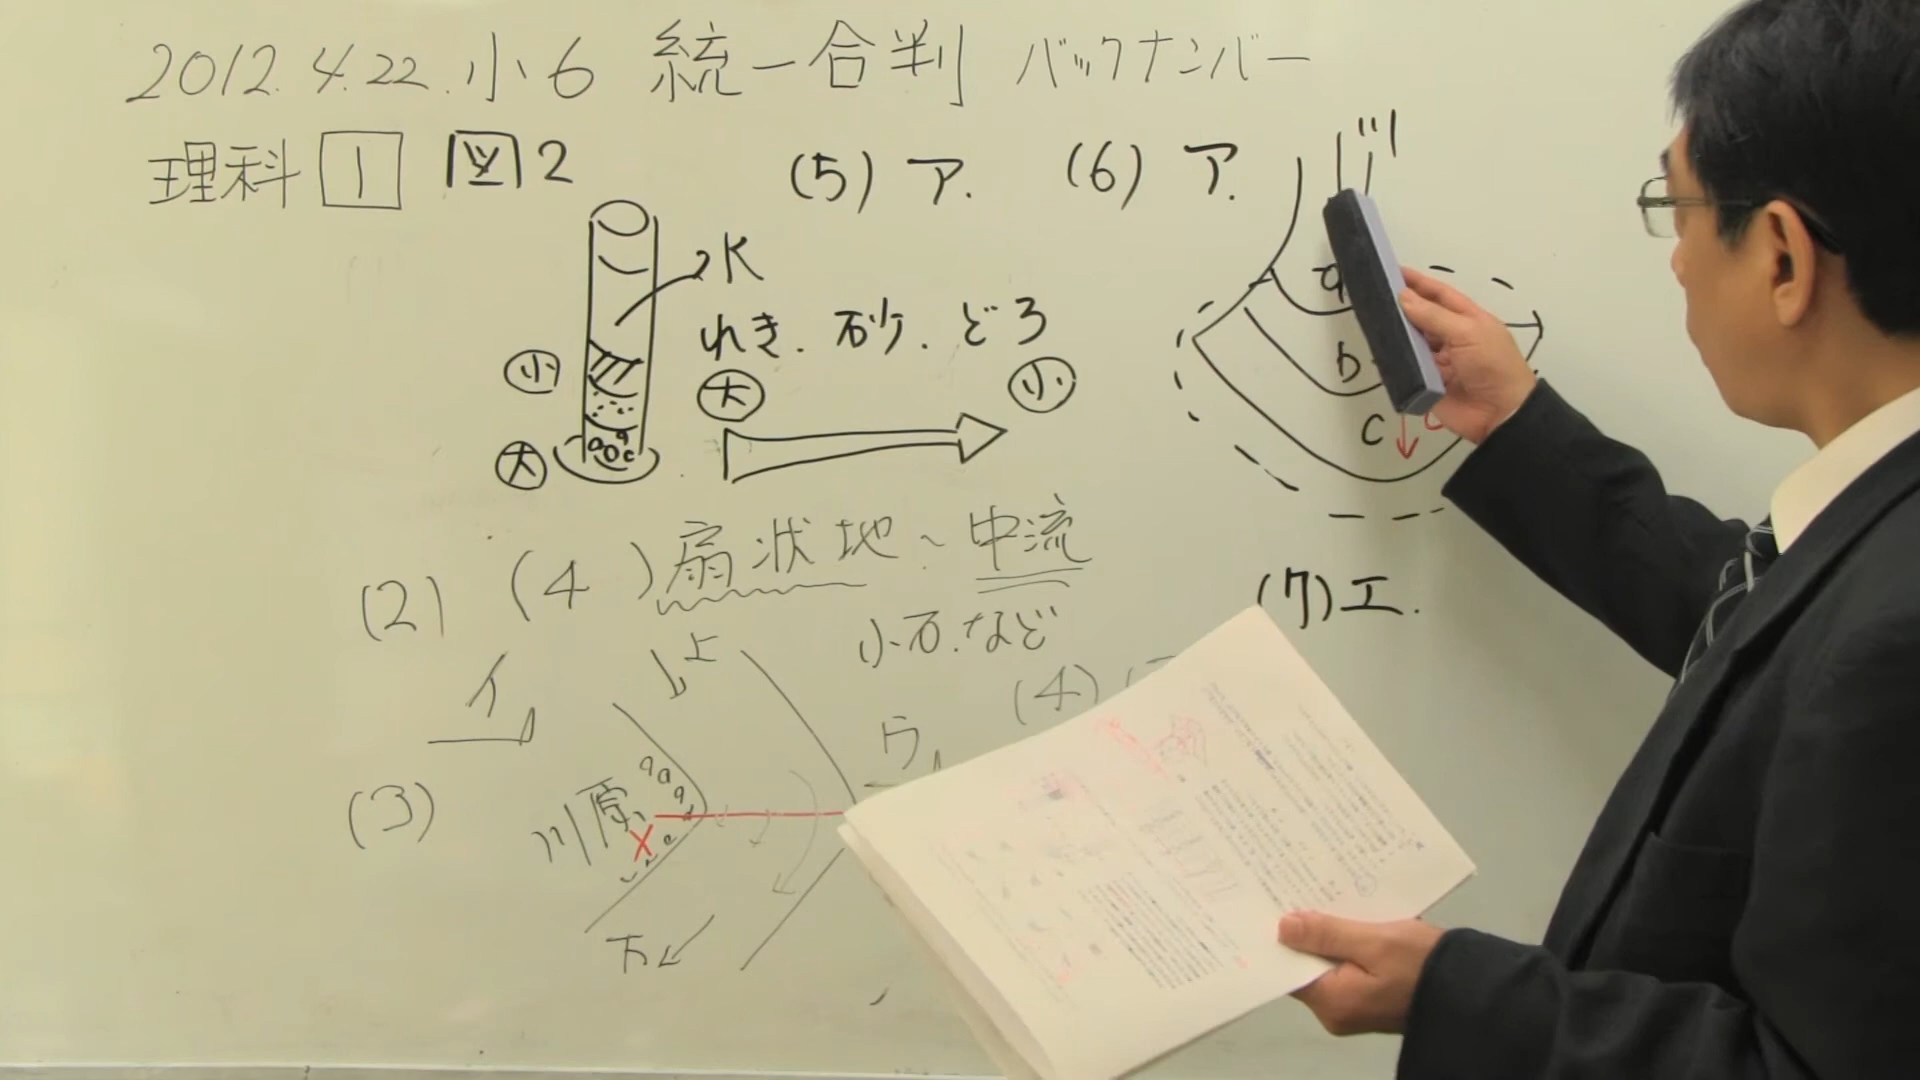 2012.4.22.小6 統一合判 バックナンバー
理科 1 図2
(5) ア. (6) ア.
水
れき.砂.どろ
小
大
大
小
a
b
c
(2) (4) 扇状地、中流
小石.など
(7) エ.
イ
上
(4)
ウ
(3)
川原
X
下